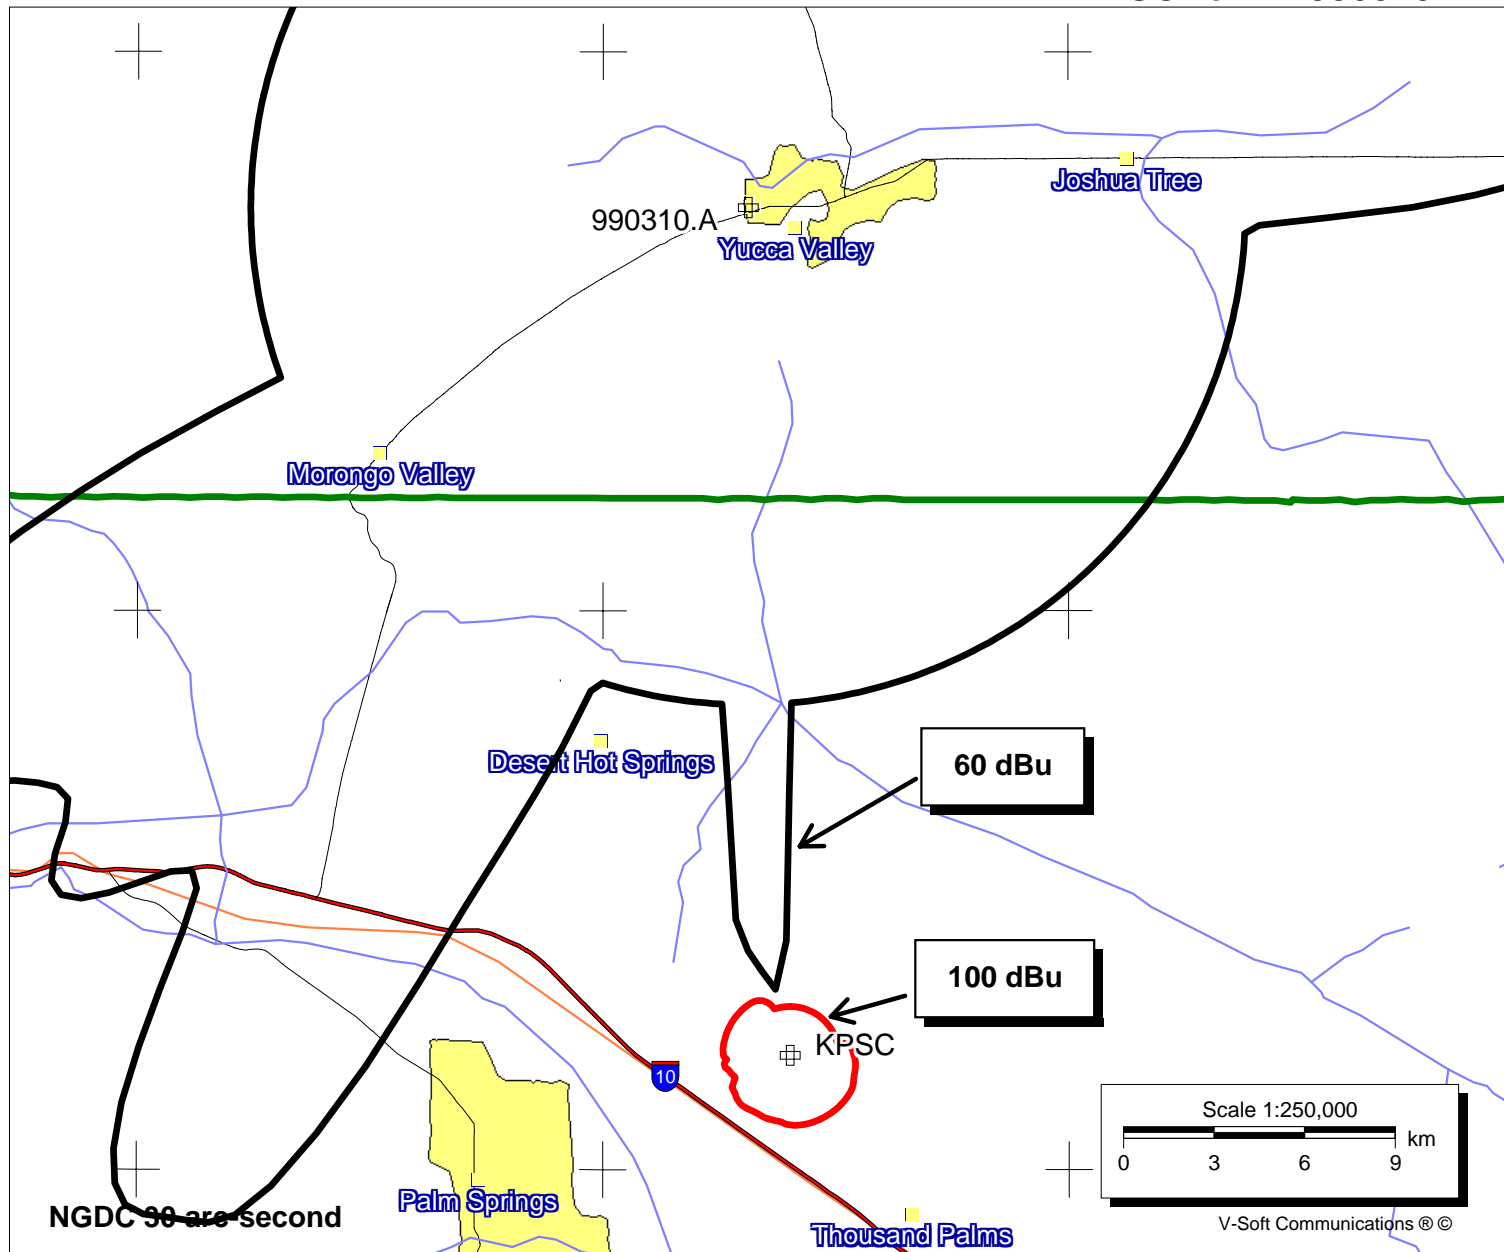 Joshua Tree
990310.A
Yucca Valley
Morongo Valley
Desert Hot Springs
60 dBu
100 dBu
KPSC
10
Scale 1:250,000
km
0 3 6 9
Palm Springs
NGDC 30 arc-second
Thousand Palms
V-Soft Communications ® ©